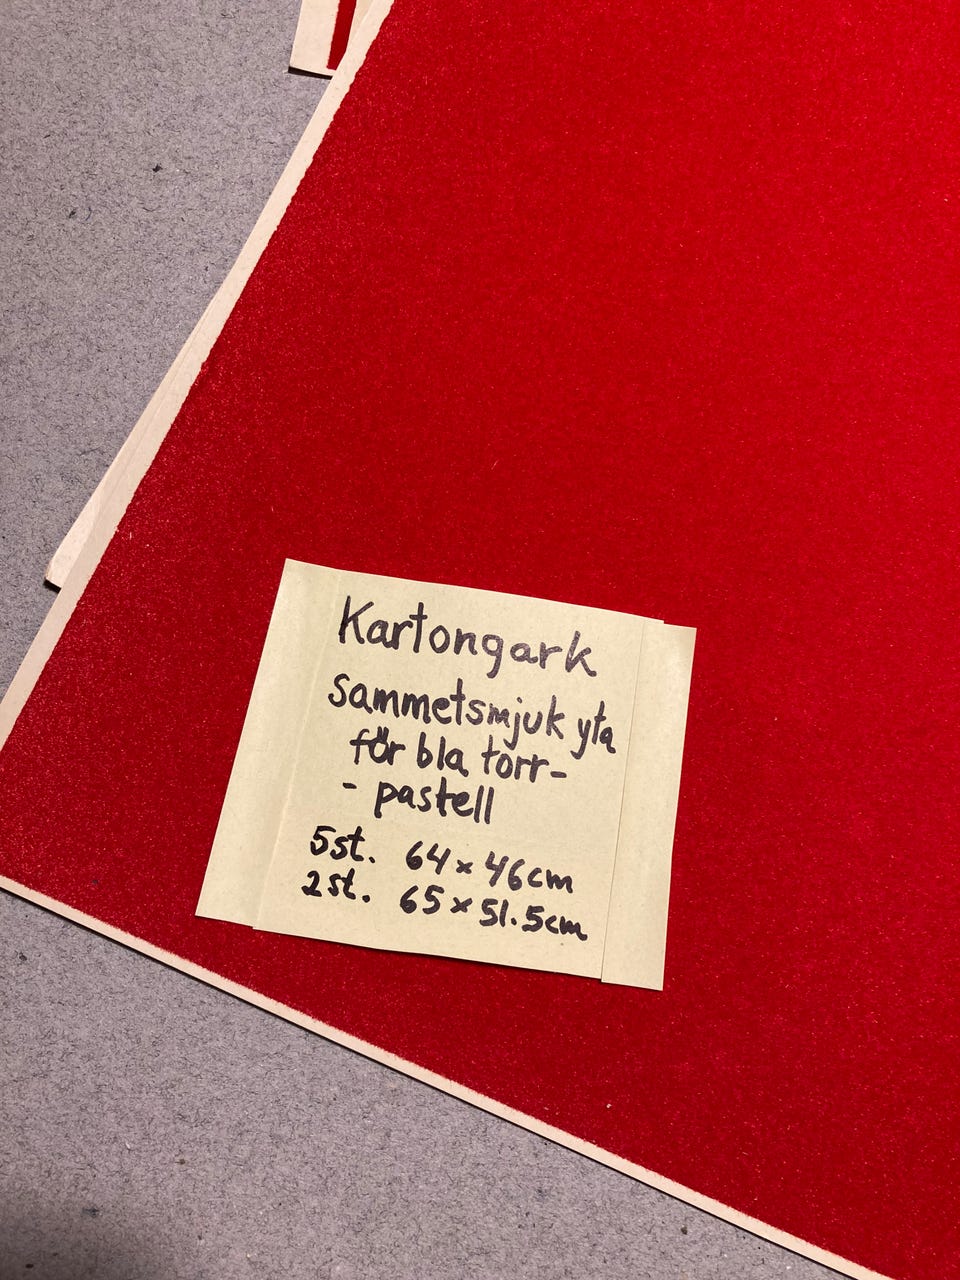 Kartongark
sammetsmjuk yta
för bla torr-
- pastell
5st. 64 x 46cm
2st. 65 x 51.5cm